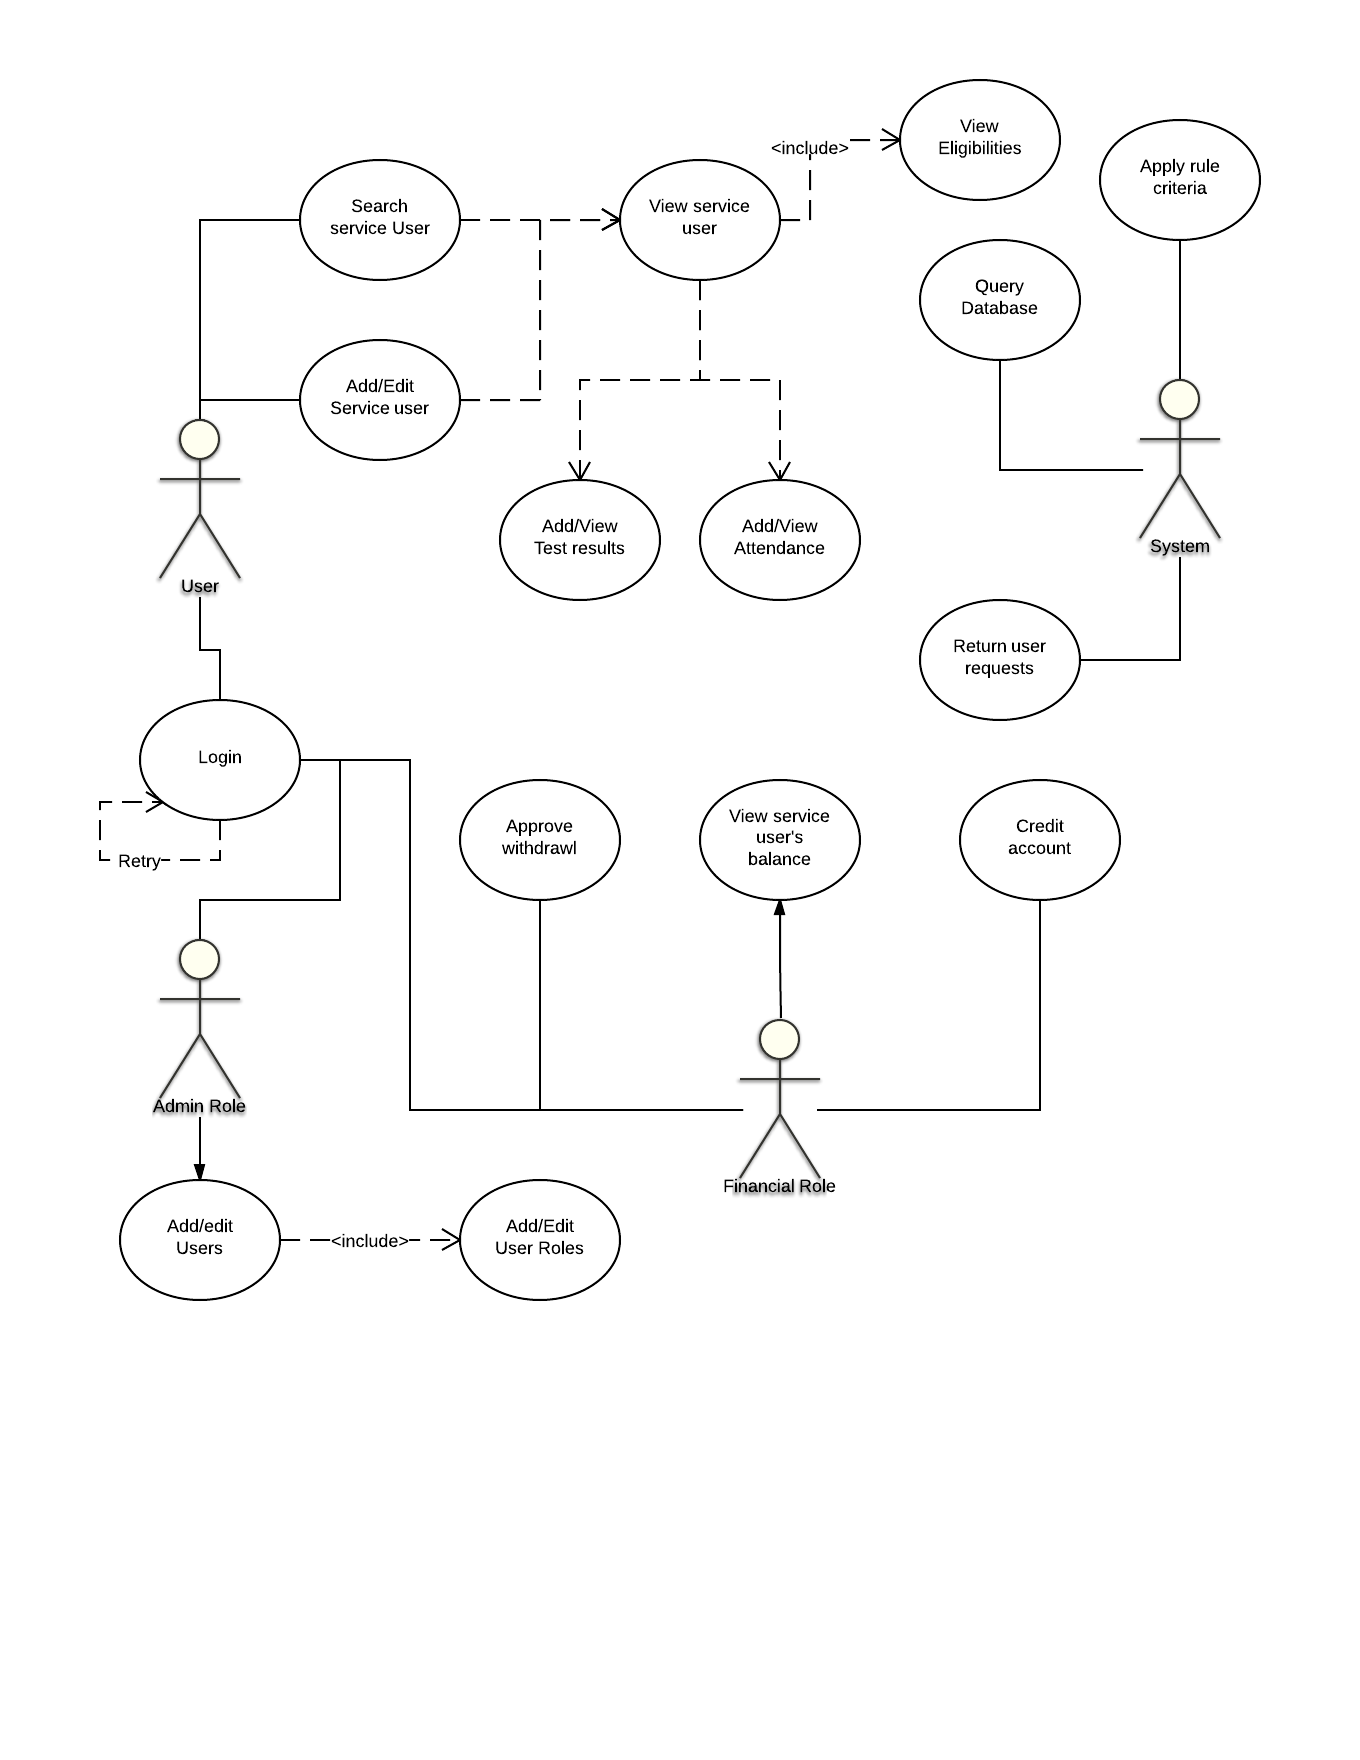 View
Eligibilities
<include>
Apply rule
criteria
Search
service User
View service
user
Query
Database
Add/Edit
Service user
Add/View
Test results
Add/View
Attendance
System
User
Return user
requests
Login
Retry
Approve
withdrawl
View service
user's
balance
Credit
account
Admin Role
Financial Role
Add/edit
Users
<include>
Add/Edit
User Roles